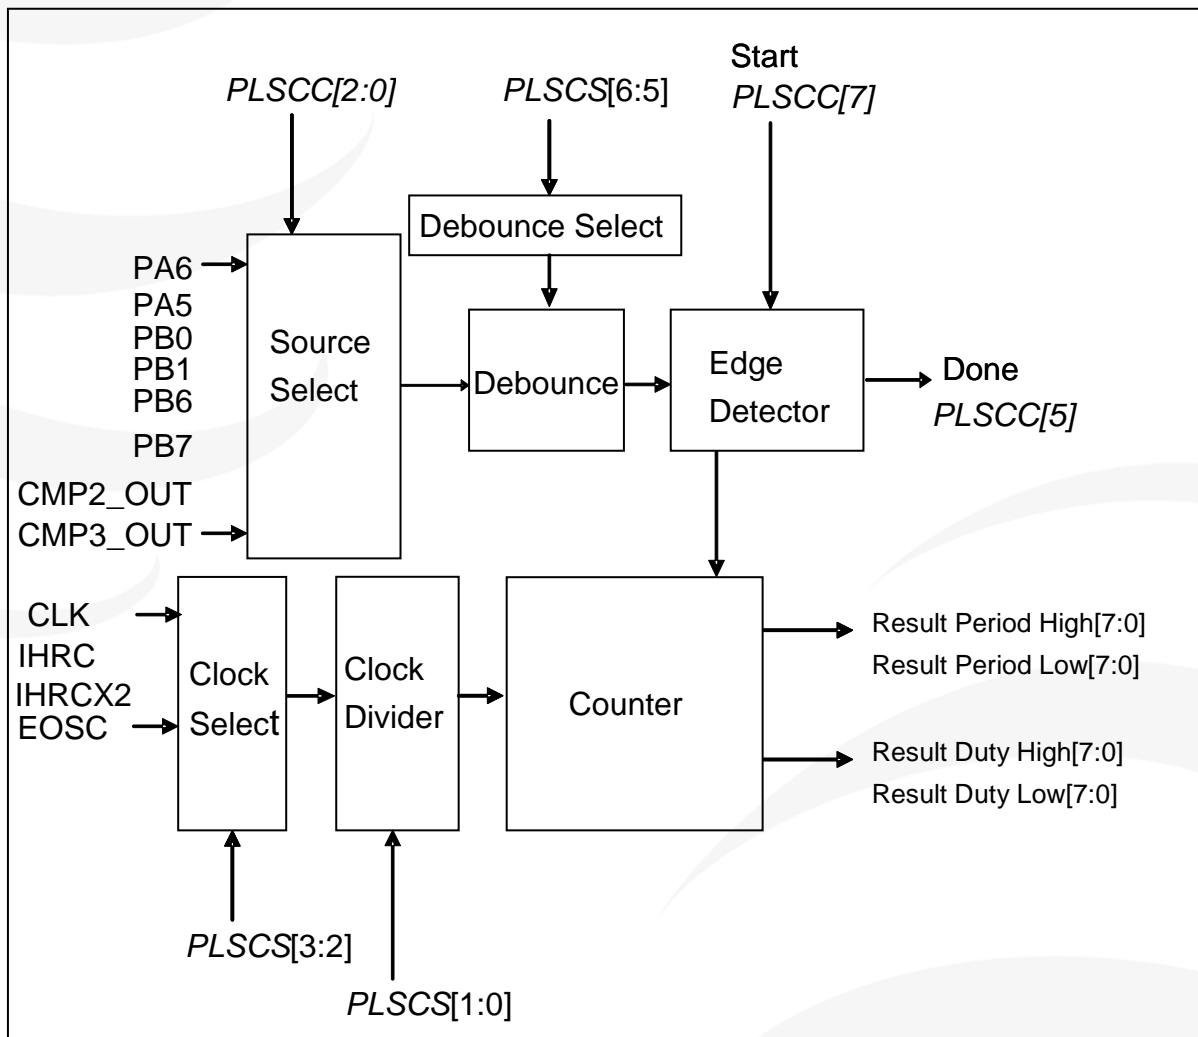 Start
PLSCC[2:0]
PLSCS[6:5]
PLSCC[7]
Debounce Select
PA6
PA5
PB0
PB1
PB6
PB7
CMP2_OUT
CMP3_OUT
Source
Select
Debounce
Edge
Detector
Done
PLSCC[5]
CLK
IHRC
IHRCX2
EOSC
Clock
Select
Clock
Divider
Counter
Result Period High[7:0]
Result Period Low[7:0]
Result Duty High[7:0]
Result Duty Low[7:0]
PLSCS[3:2]
PLSCS[1:0]